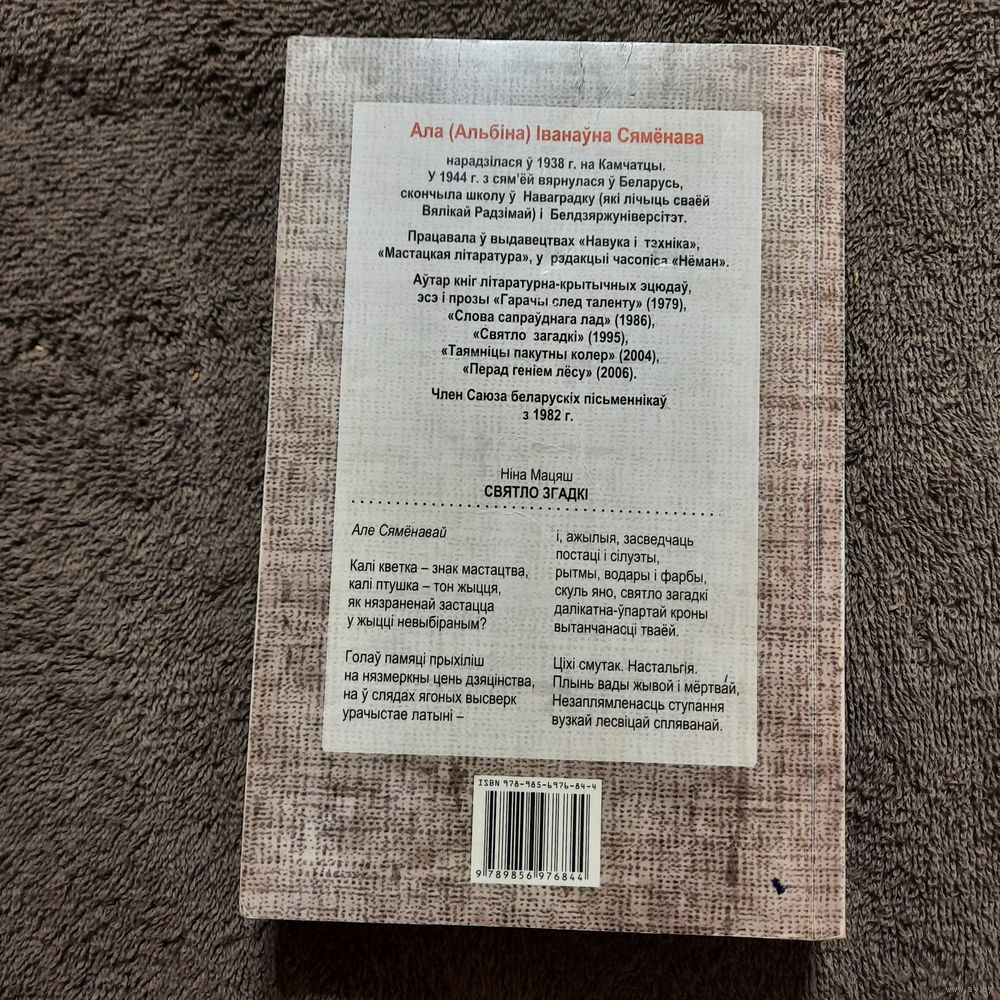 Ала (Альбіна) Іванаўна Сямёнава
нарадзілася ў 1938 г. на Камчатцы.
У 1944 г. з сям'ёй вярнулася ў Беларусь,
скончыла школу ў Наваградку (які лічыць сваёй
Вялікай Радзімай) і Белдзяржуніверсітэт.
Працавала ў выдавецтвах «Навука і тэхніка»,
«Мастацкая літаратура», у рэдакцыі часопіса «Нёман».
Аўтар кніг літаратурна-крытычных эцюдаў,
эсэ і прозы «Гарачы след таленту» (1979),
«Слова сапраўднага лад» (1986),
«Святло загадкі» (1995),
«Таямніцы пакутны колер» (2004),
«Перад геніем лёсу» (2006).
Член Саюза беларускіх пісьменнікаў
з 1982 г.
Ніна Мацяш
СВЯТЛО ЗГАДКІ
Але Сямёнавай
Калі кветка – знак мастацтва,
калі птушка – тон жыцця,
як нязраненай застацца
у жыцці невыбіраным?
Голаў памяці прыхіліш
на нязмеркны цень дзяцінства,
на ў слядах ягоных высверк
урачыстае латыні –
і, ажылыя, засведчаць
постаці і сілуэты,
рытмы, водары і фарбы,
скуль яно, святло загадкі
далікатна-ўпартай кроны
вытанчанасці тваёй.
Ціхі смутак. Настальгія.
Плынь вады жывой і мёртвай,
Незаплямленасць ступання
вузкай лесвіцай спляванай.
ISBN 978-985-6976-84-4
9 789856 976844
www.ay.by